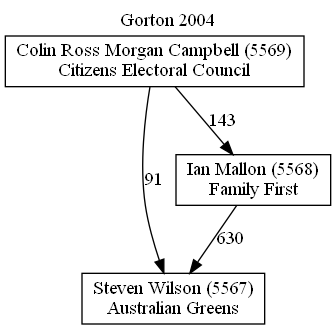 Gorton 2004
Colin Ross Morgan Campbell (5569)
Citizens Electoral Council
143
91
Ian Mallon (5568)
Family First
630
Steven Wilson (5567)
Australian Greens